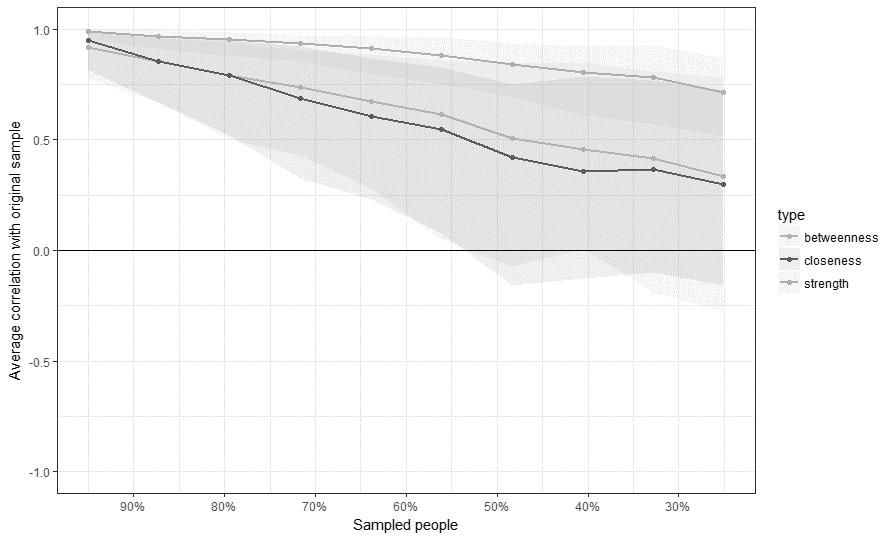 1.0
0.5
0.0
-0.5
-1.0
Average correlation with original sample
90%
80%
70%
60%
50%
40%
30%
Sampled people
type
betweenness
closeness
strength